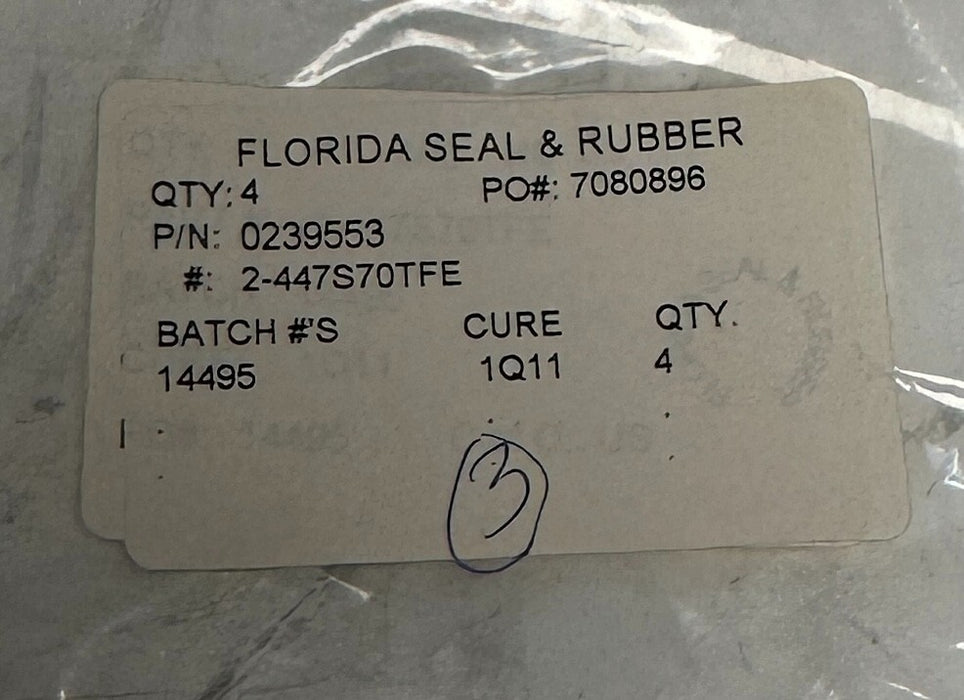 FLORIDA SEAL & RUBBER
QTY: 4 PO#: 7080896
P/N: 0239553
#: 2-447S70TFE
BATCH #'S CURE QTY.
14495 1Q11 4
3